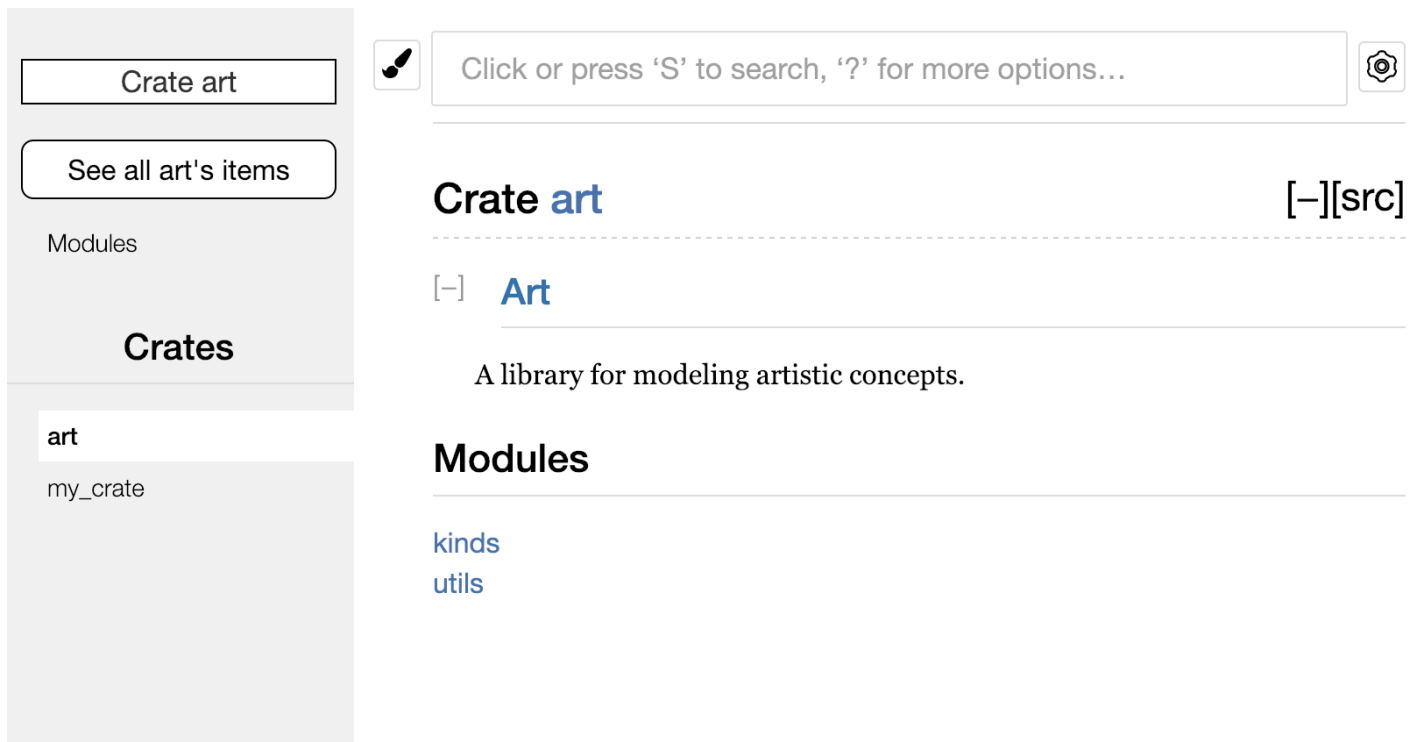 Crate art
See all art's items
Modules
Crates
art
my_crate
Click or press ‘S’ to search, ‘?’ for more options…
Crate art [−][src]
[−] Art
A library for modeling artistic concepts.
Modules
kinds
utils